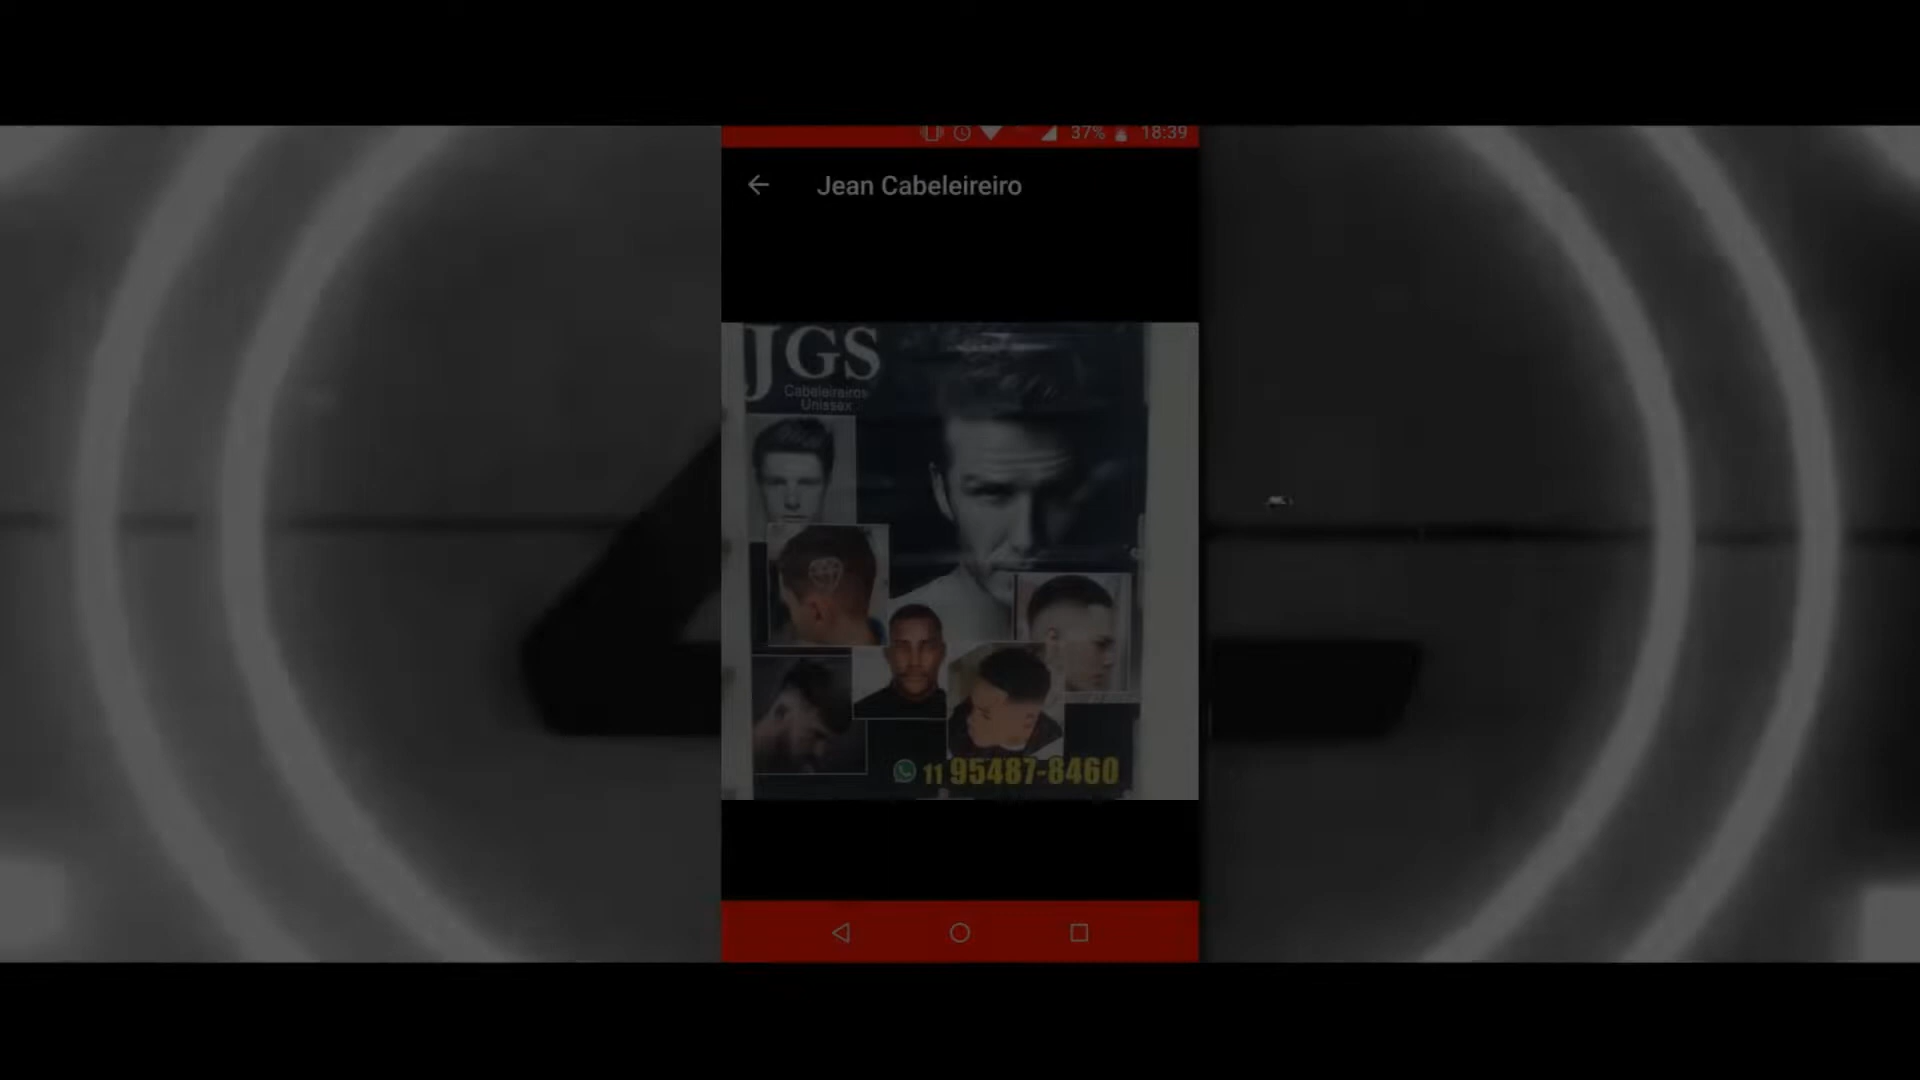 37% 18:39
Jean Cabeleireiro
JGS
Cabeleireiros
Unissex
11 95487-8460